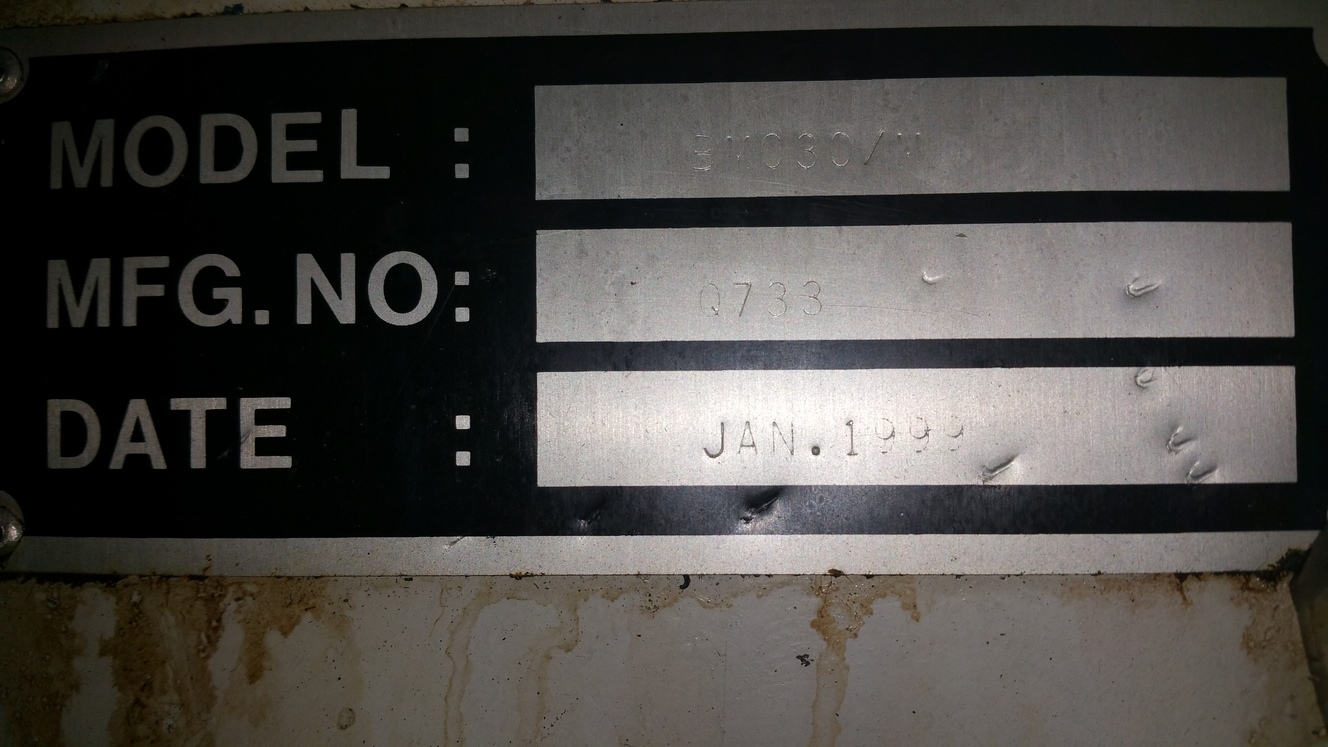 MODEL :
MFG. NO: Q733
DATE : JAN.1999